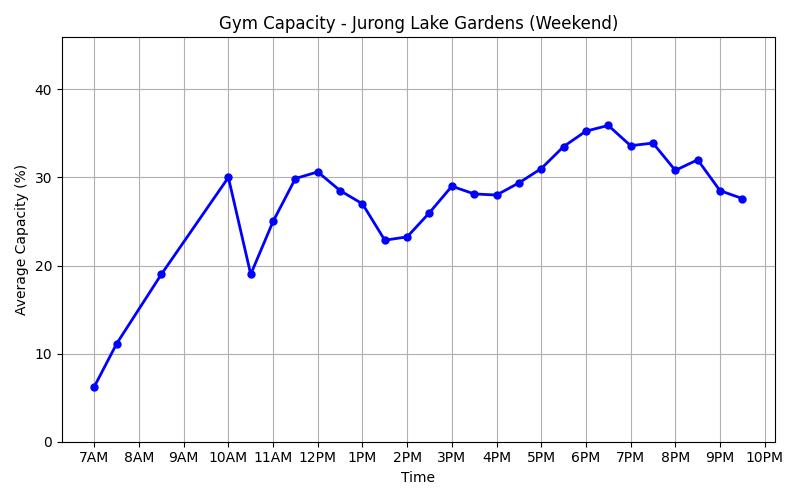 Gym Capacity - Jurong Lake Gardens (Weekend)
Average Capacity (%)
40
30
20
10
0
7AM 8AM 9AM 10AM 11AM 12PM 1PM 2PM 3PM 4PM 5PM 6PM 7PM 8PM 9PM 10PM
Time